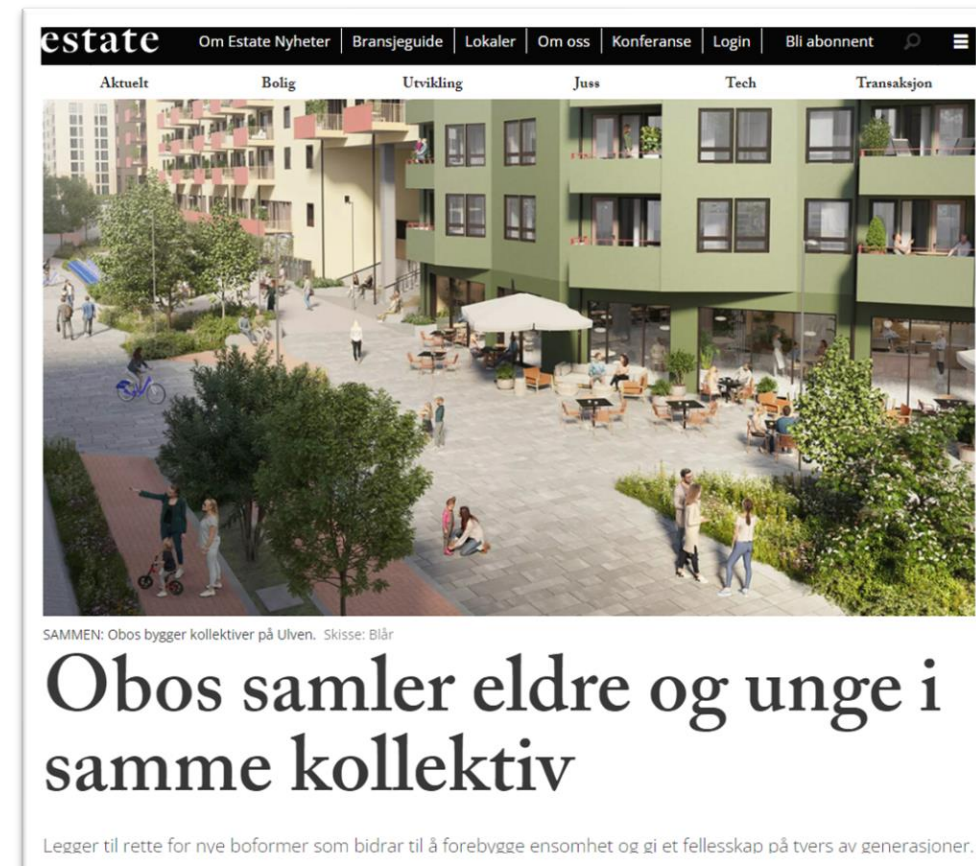 estate
Om Estate Nyheter | Bransjeguide | Lokaler | Om oss | Konferanse | Login | Bli abonnent
Aktuelt Bolig Utvikling Juss Tech Transaksjon
SAMMEN: Obos bygger kollektiver på Ulven. Skisse: Blår
Obos samler eldre og unge i
samme kollektiv
Legger til rette for nye boformer som bidrar til å forebygge ensomhet og gi et fellesskap på tvers av generasjoner.